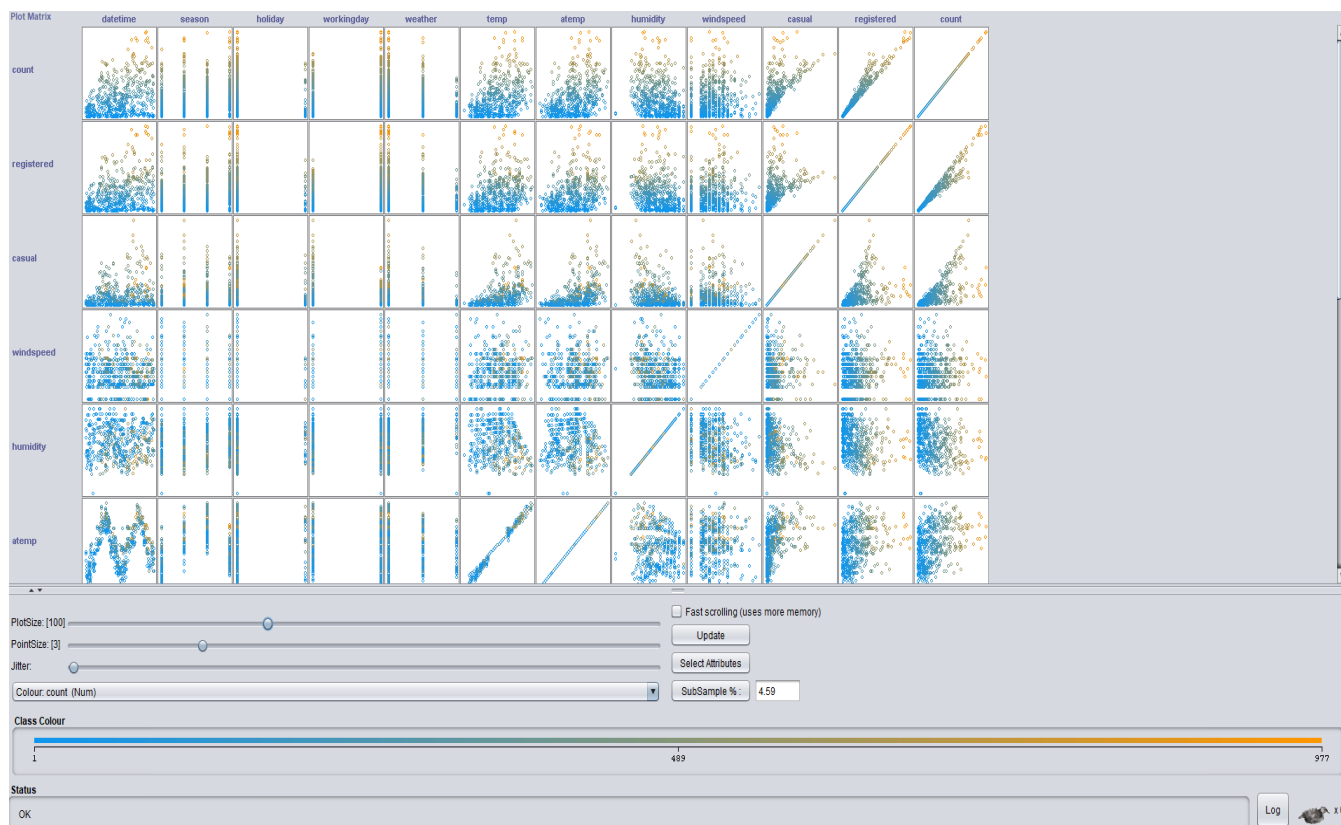 Plot Matrix datetime season holiday workingday weather temp atemp humidity windspeed casual registered count
count
registered
casual
windspeed
humidity
atemp
PlotSize: [100]
Fast scrolling (uses more memory)
Update
PointSize: [3]
Jitter:
Select Attributes
Colour: count (Num)
SubSample % : 4.59
Class Colour
1 489 977
Status
OK
Log